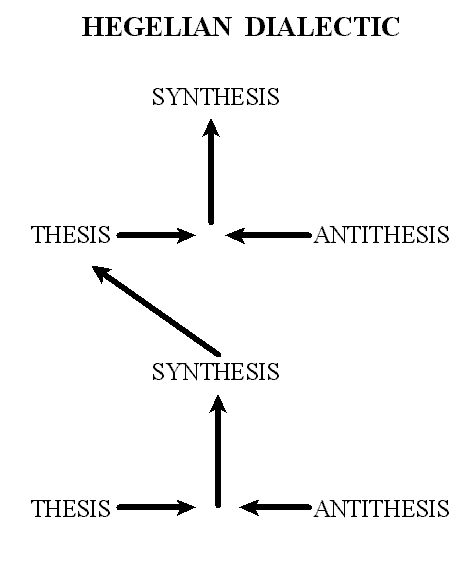 HEGELIAN DIALECTIC
SYNTHESIS
THESIS ANTITHESIS
SYNTHESIS
THESIS ANTITHESIS